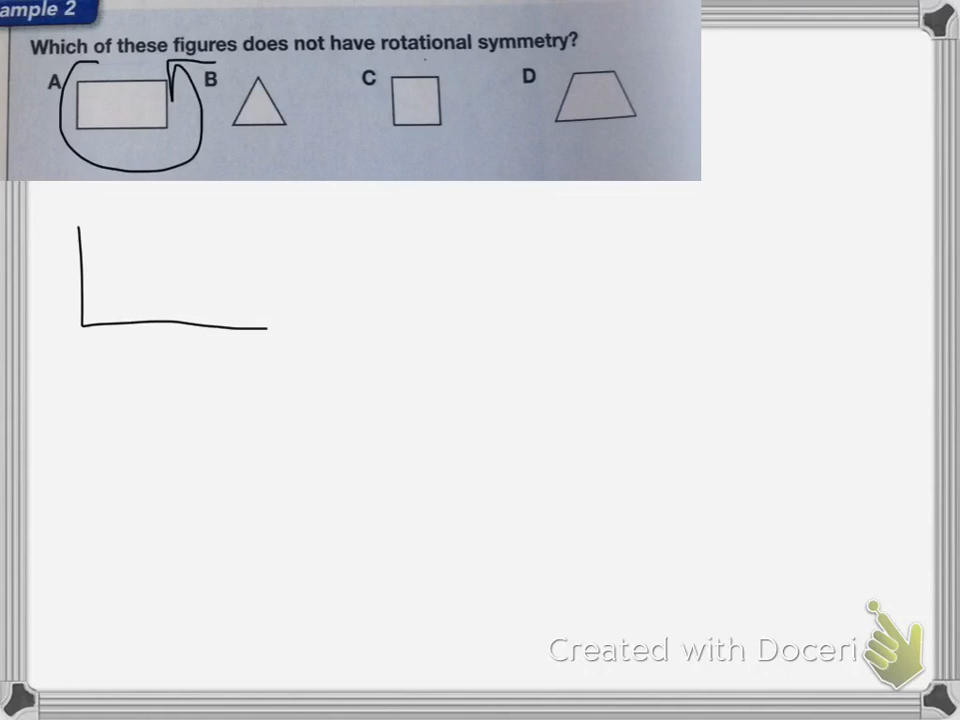 ample 2
Which of these figures does not have rotational symmetry?
A B C D
Created with Doceri